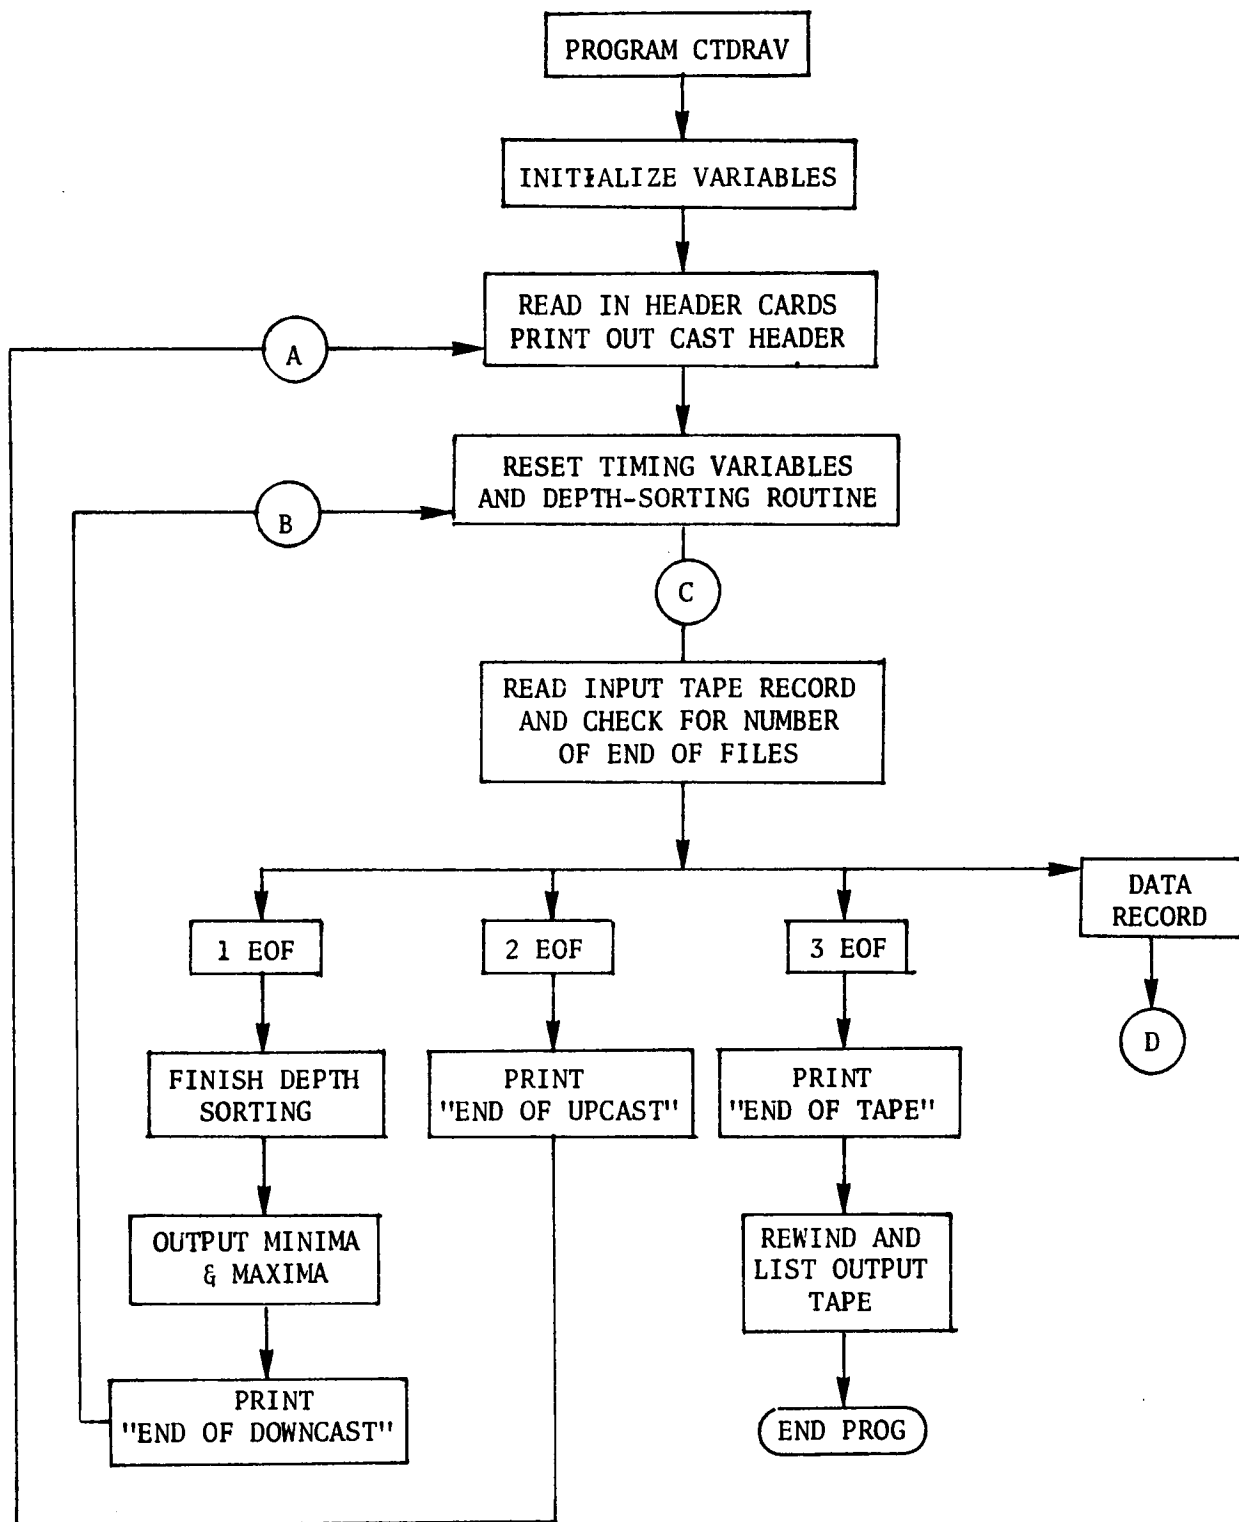 PROGRAM CTDRAV
INITIALIZE VARIABLES
READ IN HEADER CARDS
PRINT OUT CAST HEADER
A
RESET TIMING VARIABLES
AND DEPTH-SORTING ROUTINE
B
C
READ INPUT TAPE RECORD
AND CHECK FOR NUMBER
OF END OF FILES
DATA
RECORD
1 EOF
2 EOF
3 EOF
D
FINISH DEPTH
SORTING
PRINT
"END OF UPCAST"
PRINT
"END OF TAPE"
OUTPUT MINIMA
& MAXIMA
REWIND AND
LIST OUTPUT
TAPE
PRINT
"END OF DOWNCAST"
END PROG